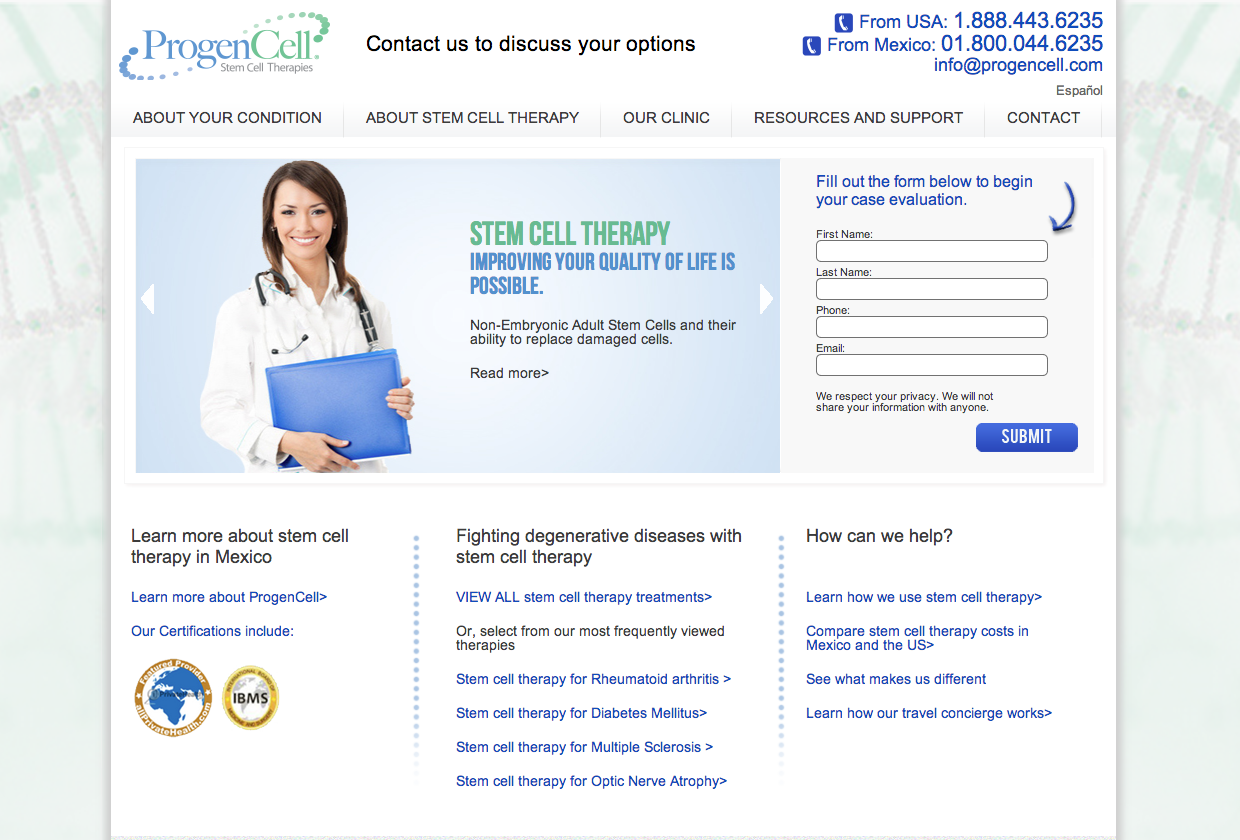 ProgenCell
Stem Cell Therapies
Contact us to discuss your options
From USA: 1.888.443.6235
From Mexico: 01.800.044.6235
info@progencell.com
Español
ABOUT YOUR CONDITION
ABOUT STEM CELL THERAPY
OUR CLINIC
RESOURCES AND SUPPORT
CONTACT
STEM CELL THERAPY
IMPROVING YOUR QUALITY OF LIFE IS
POSSIBLE.
Non-Embryonic Adult Stem Cells and their
ability to replace damaged cells.
Read more>
Fill out the form below to begin
your case evaluation.
First Name:
Last Name:
Phone:
Email:
We respect your privacy. We will not
share your information with anyone.
SUBMIT
Learn more about stem cell
therapy in Mexico
Learn more about ProgenCell>
Our Certifications include:
Featured Provider
allPrivateHealth.com
INTERNATIONAL BOARD OF
IBMS
Fighting degenerative diseases with
stem cell therapy
VIEW ALL stem cell therapy treatments>
Or, select from our most frequently viewed
therapies
Stem cell therapy for Rheumatoid arthritis >
Stem cell therapy for Diabetes Mellitus>
Stem cell therapy for Multiple Sclerosis >
Stem cell therapy for Optic Nerve Atrophy>
How can we help?
Learn how we use stem cell therapy>
Compare stem cell therapy costs in
Mexico and the US>
See what makes us different
Learn how our travel concierge works>